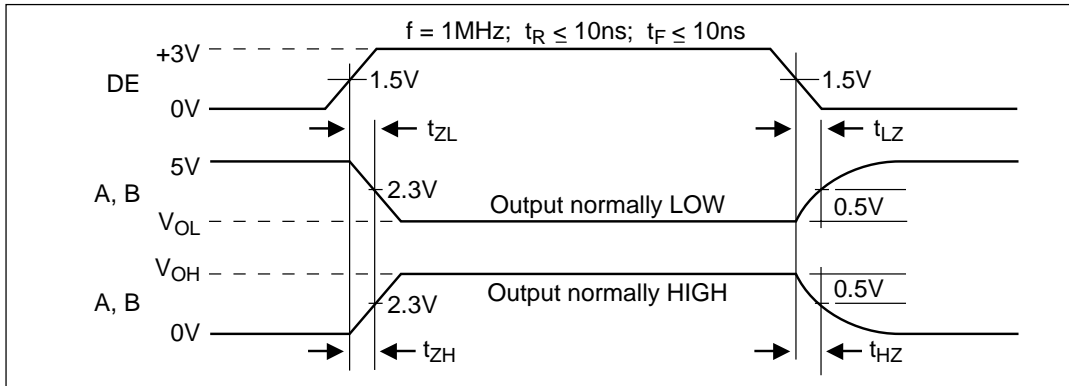 f = 1MHz; tR ≤ 10ns; tF ≤ 10ns
+3V
DE
1.5V
1.5V
0V
tZL
tLZ
5V
A, B
2.3V
Output normally LOW
0.5V
VOL
VOH
A, B
2.3V
Output normally HIGH
0.5V
0V
tZH
tHZ